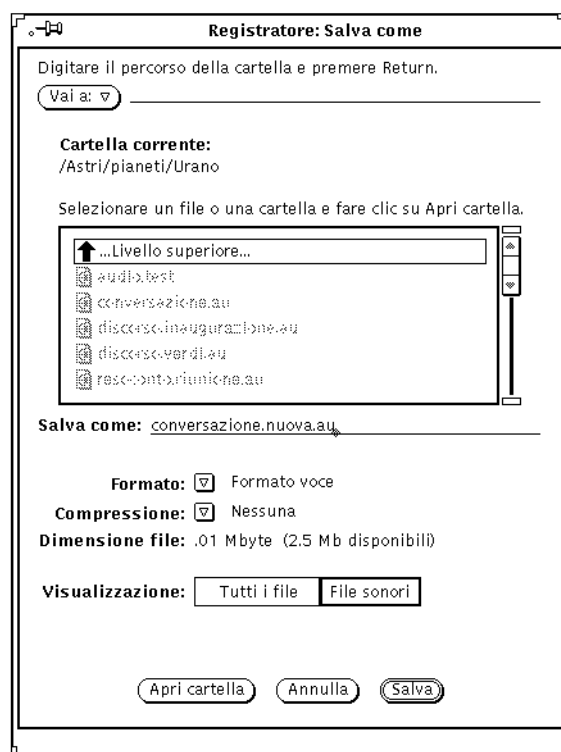 Registratore: Salva come
Digitare il percorso della cartella e premere Return.
Vai a:
Cartella corrente:
/Astri/pianeti/Urano
Selezionare un file o una cartella e fare clic su Apri cartella.
...Livello superiore...
audio.test
conversazione.au
discorso.inaugurazione.au
discorso.verdi.au
resoconto.riunione.au
Salva come: conversazione.nuova.au
Formato: Formato voce
Compressione: Nessuna
Dimensione file: .01 Mbyte (2.5 Mb disponibili)
Visualizzazione: Tutti i file File sonori
Apri cartella Annulla Salva